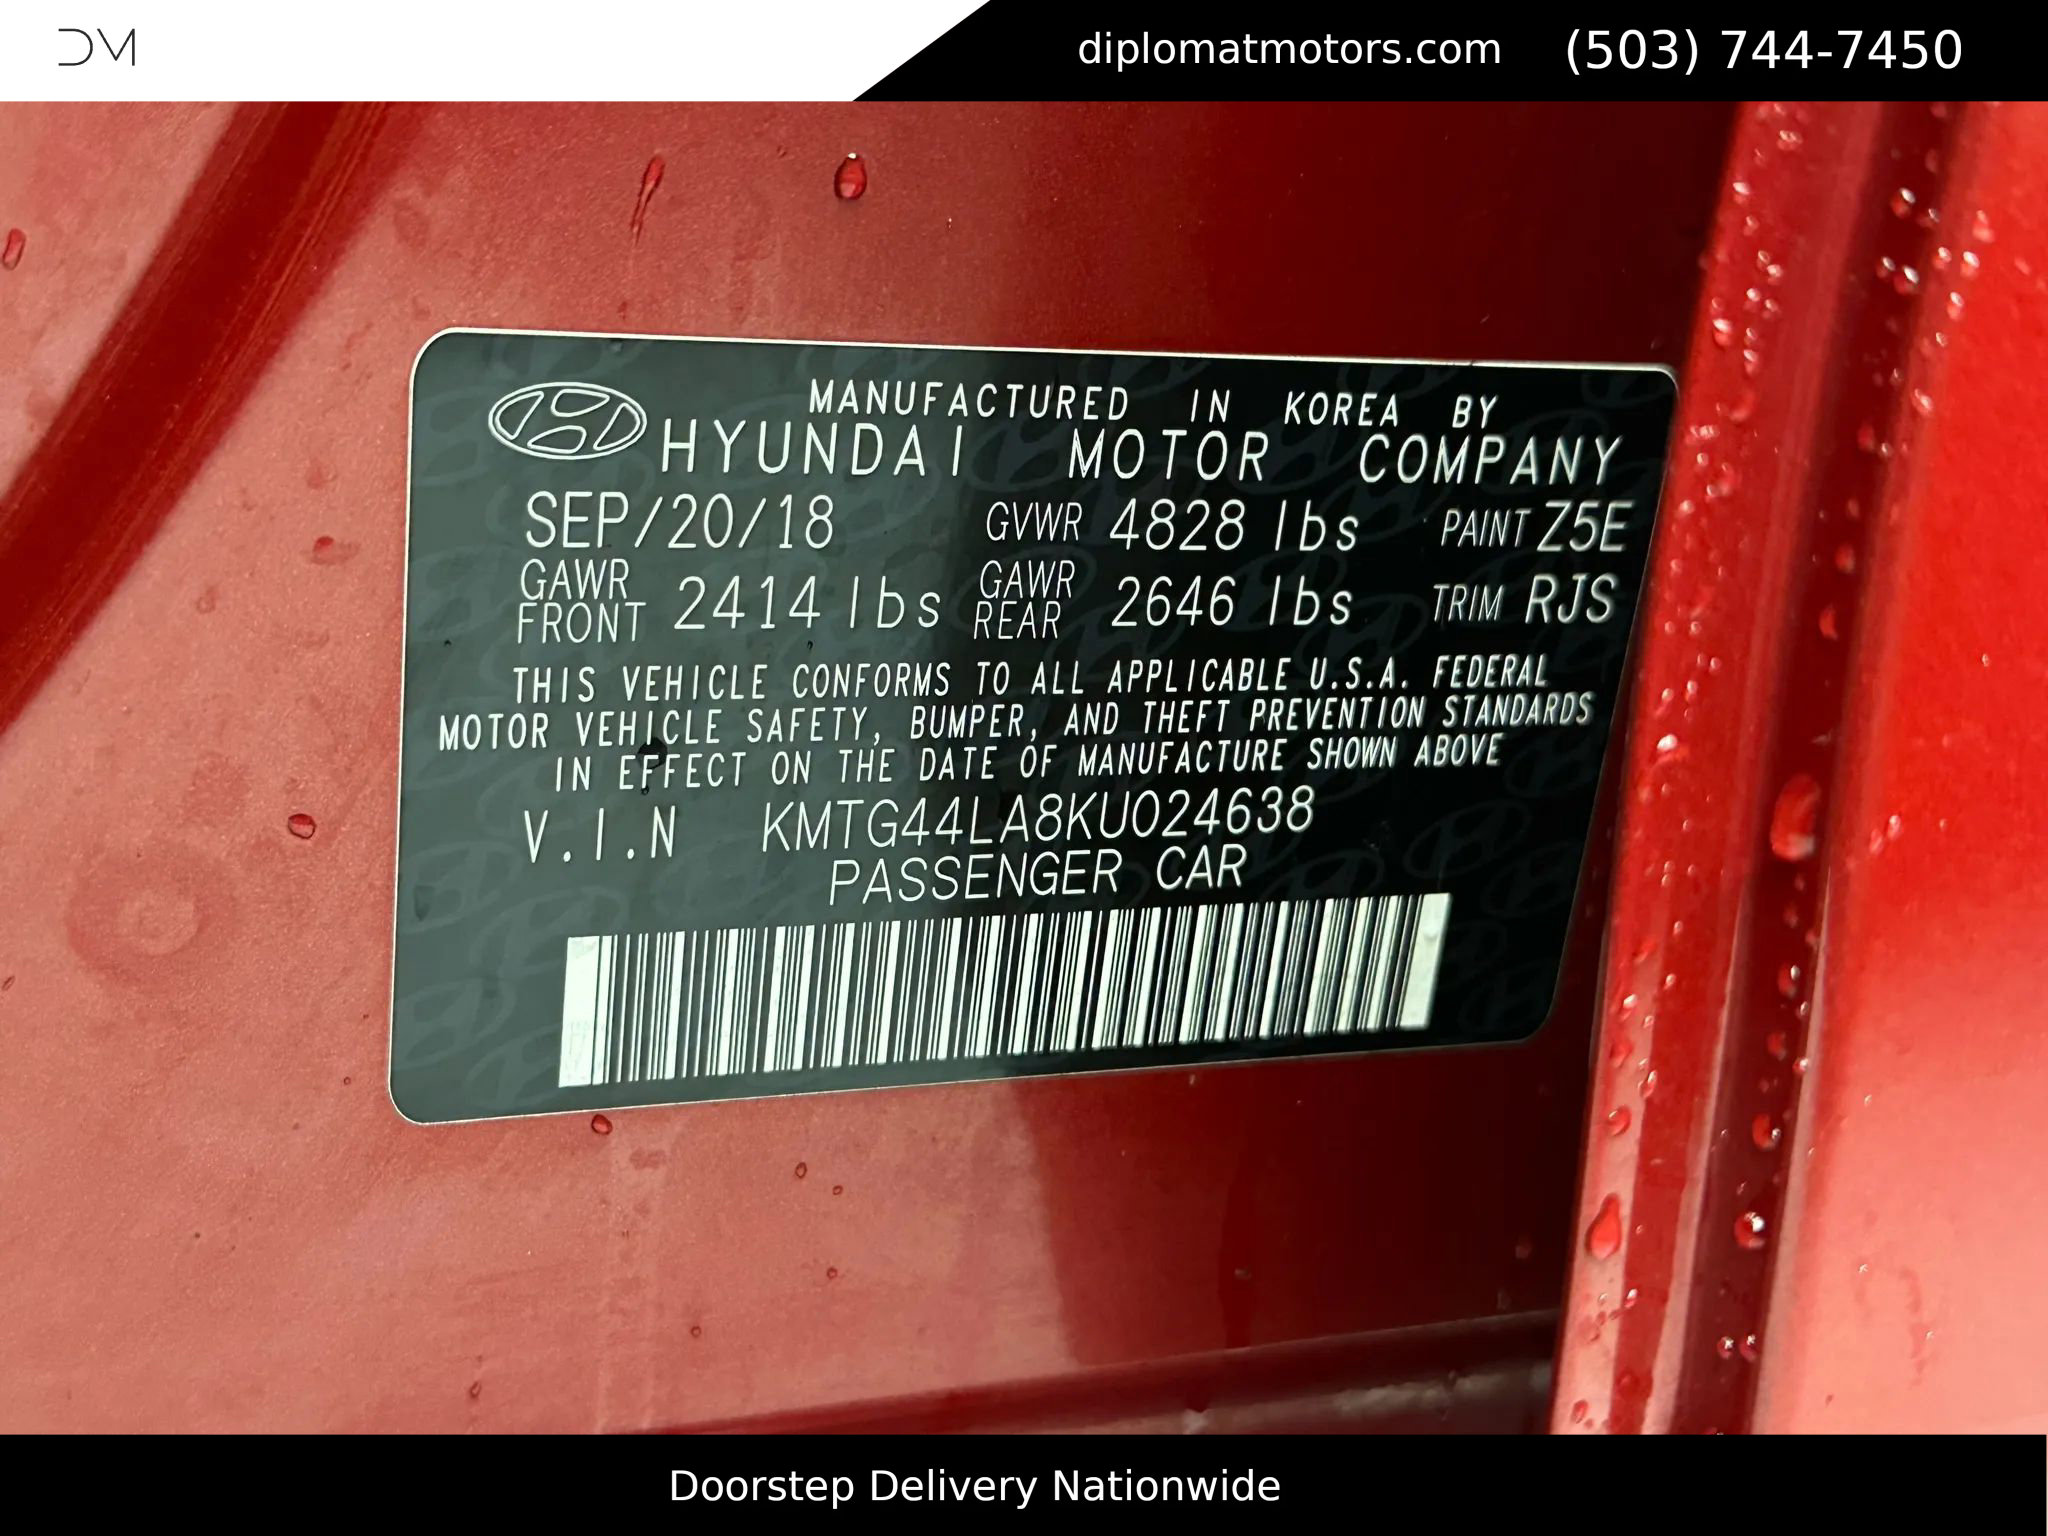 DM
diplomatmotors.com (503) 744-7450
MANUFACTURED IN KOREA BY
HYUNDAI MOTOR COMPANY
SEP/20/18 GVWR 4828 lbs PAINT Z5E
GAWR FRONT 2414 lbs GAWR REAR 2646 lbs TRIM RJS
THIS VEHICLE CONFORMS TO ALL APPLICABLE U.S.A. FEDERAL
MOTOR VEHICLE SAFETY, BUMPER, AND THEFT PREVENTION STANDARDS
IN EFFECT ON THE DATE OF MANUFACTURE SHOWN ABOVE
V.I.N KMTG44LA8KU024638
PASSENGER CAR
Doorstep Delivery Nationwide